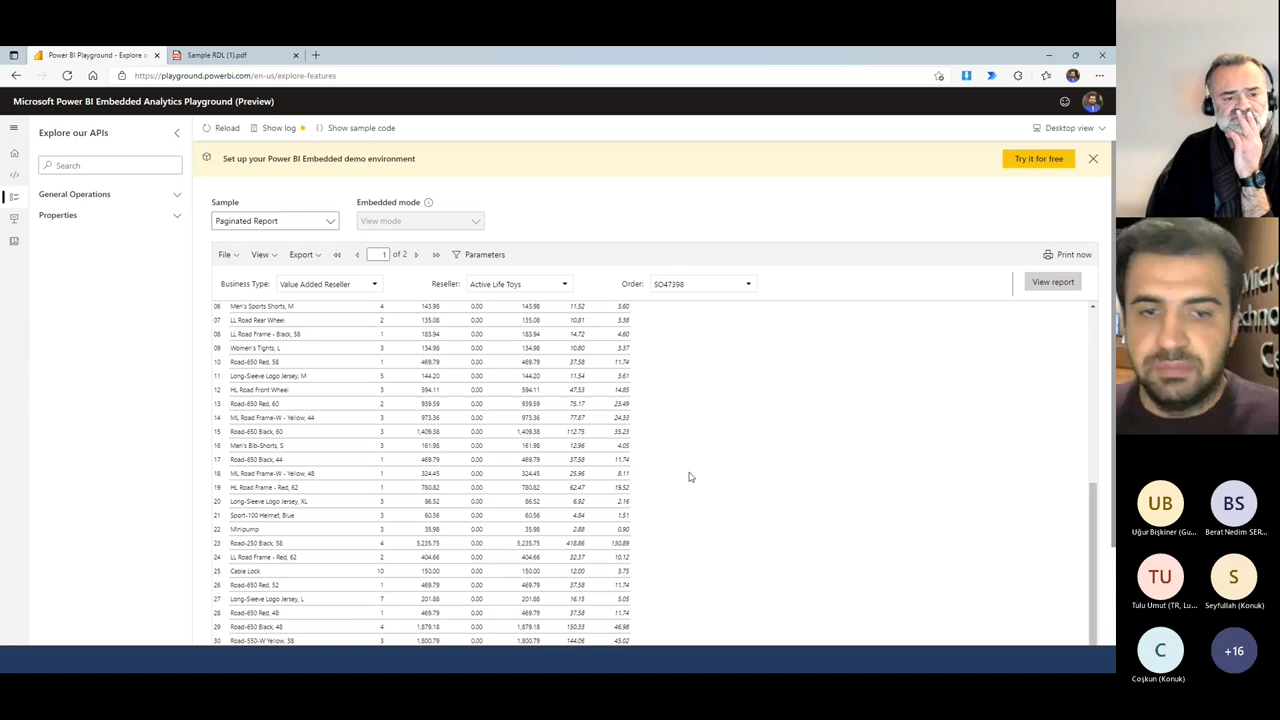 Power BI Playground - Explore o
Sample RDL (1).pdf
https://playground.powerbi.com/en-us/explore-features
Microsoft Power BI Embedded Analytics Playground (Preview)
Explore our APIs
Reload
Show log
Show sample code
Desktop view
Search
Set up your Power BI Embedded demo environment
Try it for free
General Operations
Properties
Sample
Embedded mode
Paginated Report
View mode
File
View
Export
1 of 2
Parameters
Print now
Business Type: Value Added Reseller
Reseller: Active Life Toys
Order: SO47398
View report
06 Men's Sports Shorts, M 4 143.98 0.00 143.98 11.52 3.60
07 LL Road Rear Wheel 2 135.08 0.00 135.08 10.81 3.38
08 LL Road Frame - Black, 58 1 183.94 0.00 183.94 14.72 4.60
09 Women's Tights, L 3 134.98 0.00 134.98 10.80 3.37
10 Road-650 Red, 58 1 469.79 0.00 469.79 37.58 11.74
11 Long-Sleeve Logo Jersey, M 5 144.20 0.00 144.20 11.54 3.61
12 HL Road Front Wheel 3 594.11 0.00 594.11 47.53 14.85
13 Road-650 Red, 60 2 939.59 0.00 939.59 75.17 23.49
14 ML Road Frame-W - Yellow, 44 3 973.36 0.00 973.36 77.87 24.33
15 Road-650 Black, 60 3 1,409.38 0.00 1,409.38 112.75 35.23
16 Men's Bib-Shorts, S 3 161.98 0.00 161.98 12.96 4.05
17 Road-650 Black, 44 1 469.79 0.00 469.79 37.58 11.74
18 ML Road Frame-W - Yellow, 48 1 324.45 0.00 324.45 25.96 8.11
19 HL Road Frame - Red, 62 1 780.82 0.00 780.82 62.47 19.52
20 Long-Sleeve Logo Jersey, XL 3 86.52 0.00 86.52 6.92 2.16
21 Sport-100 Helmet, Blue 3 60.56 0.00 60.56 4.84 1.51
22 Minipump 3 35.98 0.00 35.98 2.88 0.90
23 Road-250 Black, 58 4 5,235.75 0.00 5,235.75 418.86 130.89
24 LL Road Frame - Red, 62 2 404.66 0.00 404.66 32.37 10.12
25 Cable Lock 10 150.00 0.00 150.00 12.00 3.75
26 Road-650 Red, 52 1 469.79 0.00 469.79 37.58 11.74
27 Long-Sleeve Logo Jersey, L 7 201.88 0.00 201.88 16.15 5.05
28 Road-650 Red, 48 1 469.79 0.00 469.79 37.58 11.74
29 Road-650 Black, 48 4 1,879.18 0.00 1,879.18 150.33 46.98
30 Road-550-W Yellow, 38 3 1,800.79 0.00 1,800.79 144.06 45.02
UB
BS
Uğur Bişkiner (Gu...
Berat Nedim SER...
TU
S
Tulu Umut (TR, Lu...
Seyfullah (Konuk)
C
+16
Coşkun (Konuk)